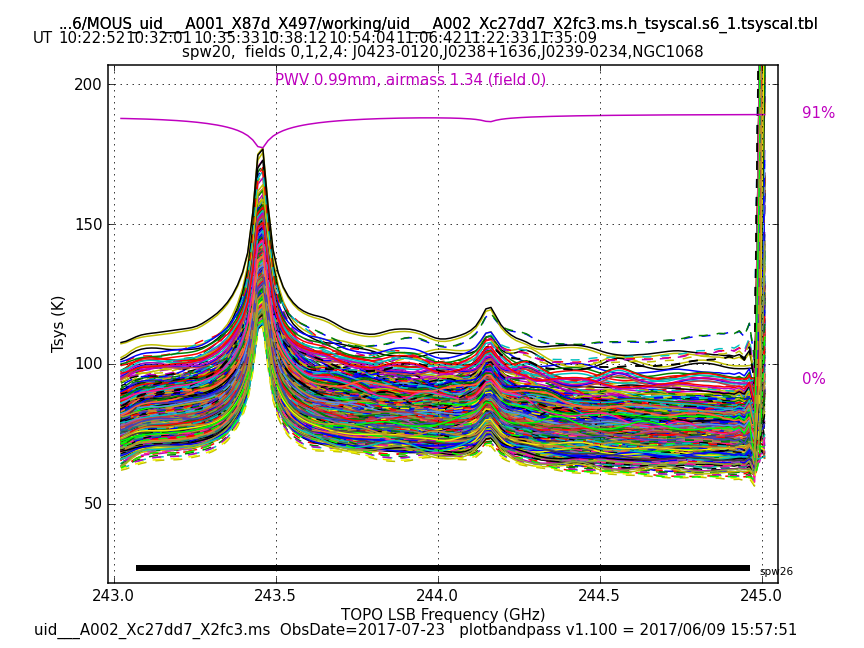 ...6/MOUS_uid___A001_X87d_X497/working/uid___A002_Xc27dd7_X2fc3.ms.h_tsyscal.s6_1.tsyscal.tbl
UT 10:22:52 10:32:01 10:35:33 10:38:12 10:54:04 11:06:42 11:22:33 11:35:09
spw20, fields 0,1,2,4: J0423-0120,J0238+1636,J0239-0234,NGC1068
PWV 0.99mm, airmass 1.34 (field 0)
200
91%
150
Tsys (K)
100
0%
50
spw26
243.0 243.5 244.0 244.5 245.0
TOPO LSB Frequency (GHz)
uid___A002_Xc27dd7_X2fc3.ms ObsDate=2017-07-23 plotbandpass v1.100 = 2017/06/09 15:57:51